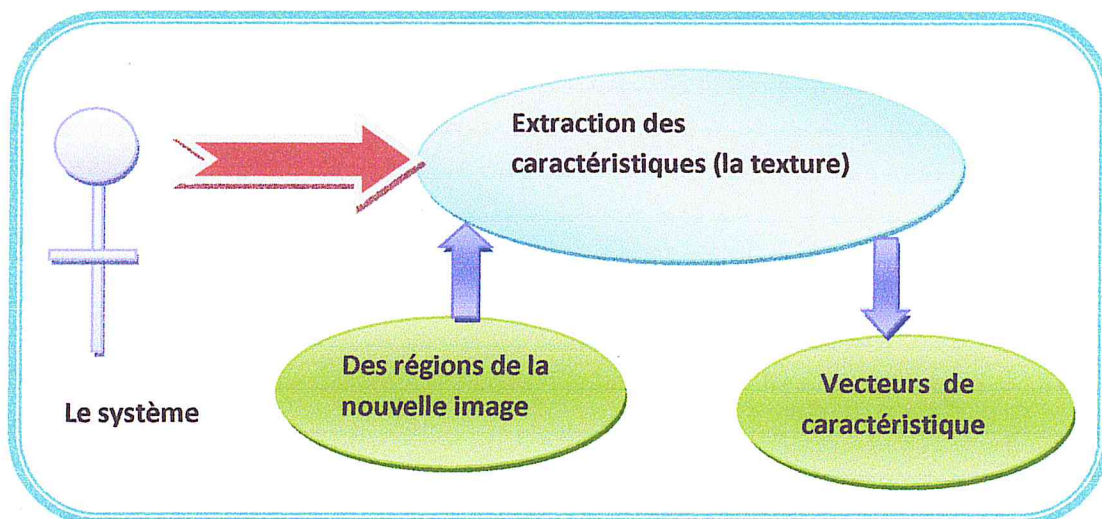 Extraction des
caractéristiques (la texture)
Des régions de la
nouvelle image
Vecteurs de
caractéristique
Le système